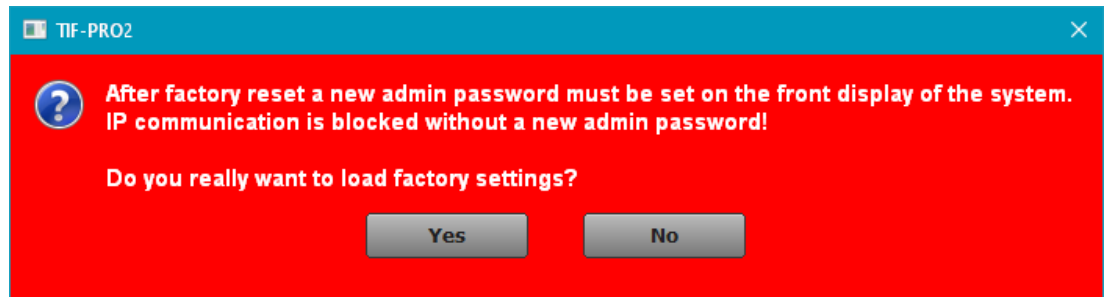 TIF-PRO2
After factory reset a new admin password must be set on the front display of the system.
IP communication is blocked without a new admin password!
Do you really want to load factory settings?
Yes
No